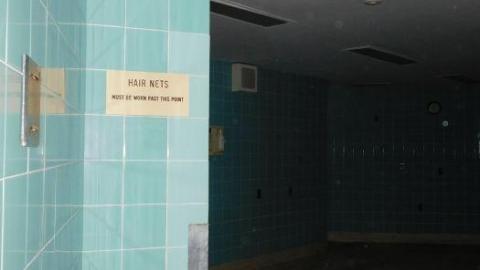 HAIR NETS
MUST BE WORN PAST THIS POINT